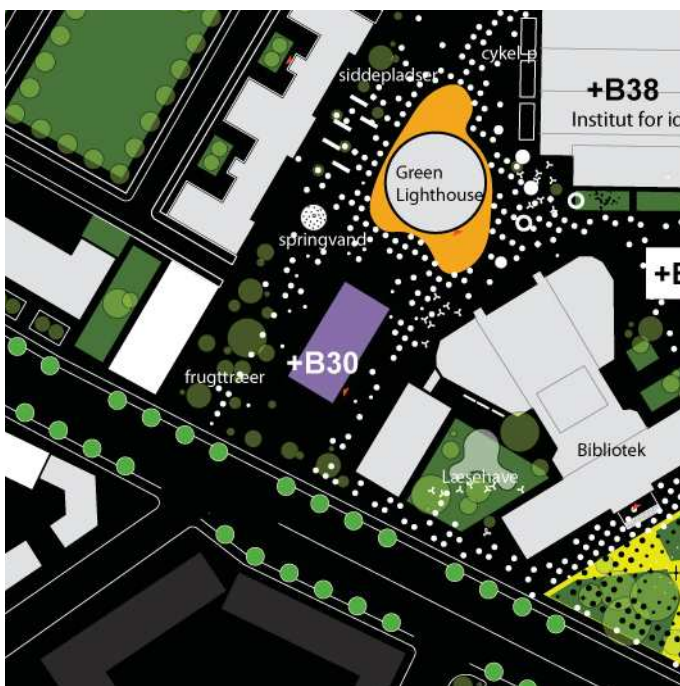 siddepladser
cykel-p
+B38
Institut for id
Green
Lighthouse
springvand
+B
+B30
frugttræer
Bibliotek
Læsehave